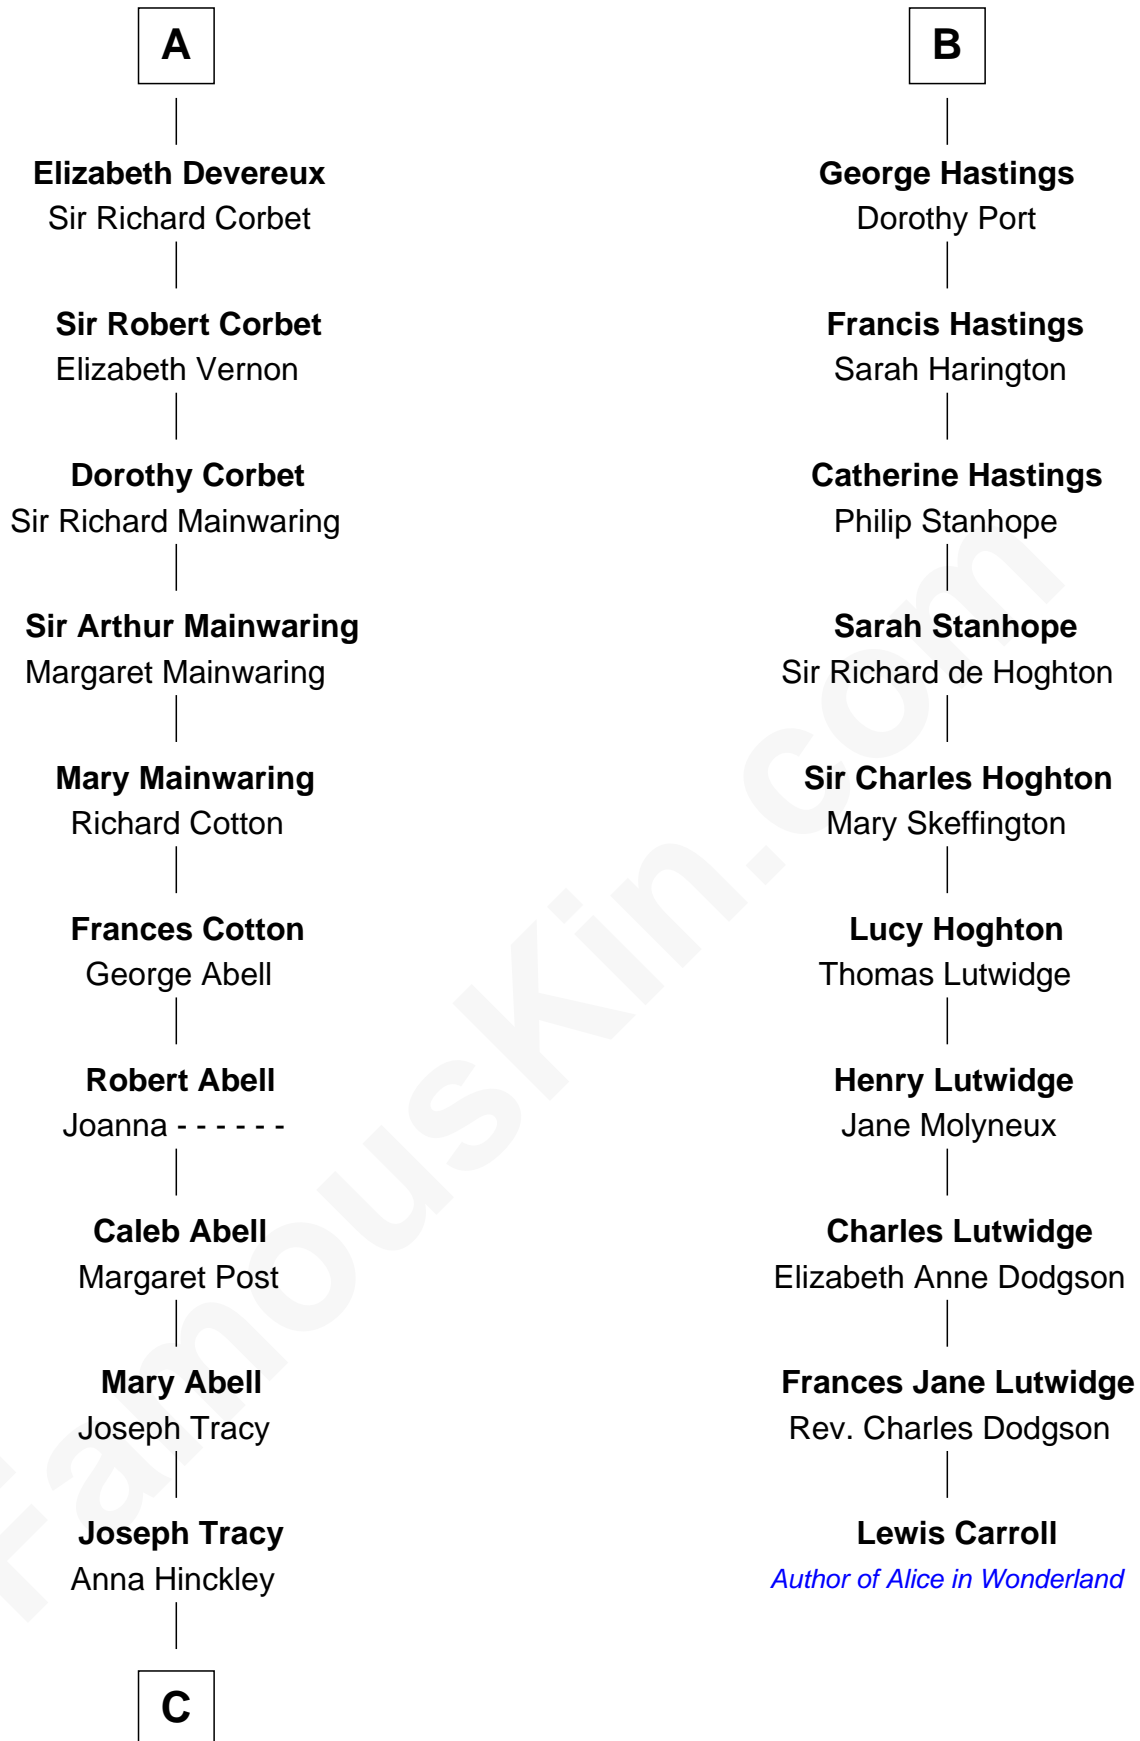 A
Elizabeth Devereux
Sir Richard Corbet
Sir Robert Corbet
Elizabeth Vernon
Dorothy Corbet
Sir Richard Mainwaring
Sir Arthur Mainwaring
Margaret Mainwaring
Mary Mainwaring
Richard Cotton
Frances Cotton
George Abell
Robert Abell
Joanna - - - - - -
Caleb Abell
Margaret Post
Mary Abell
Joseph Tracy
Joseph Tracy
Anna Hinckley
C
B
George Hastings
Dorothy Port
Francis Hastings
Sarah Harington
Catherine Hastings
Philip Stanhope
Sarah Stanhope
Sir Richard de Hoghton
Sir Charles Hoghton
Mary Skeffington
Lucy Hoghton
Thomas Lutwidge
Henry Lutwidge
Jane Molyneux
Charles Lutwidge
Elizabeth Anne Dodgson
Frances Jane Lutwidge
Rev. Charles Dodgson
Lewis Carroll
Author of Alice in Wonderland
FamousKin.com